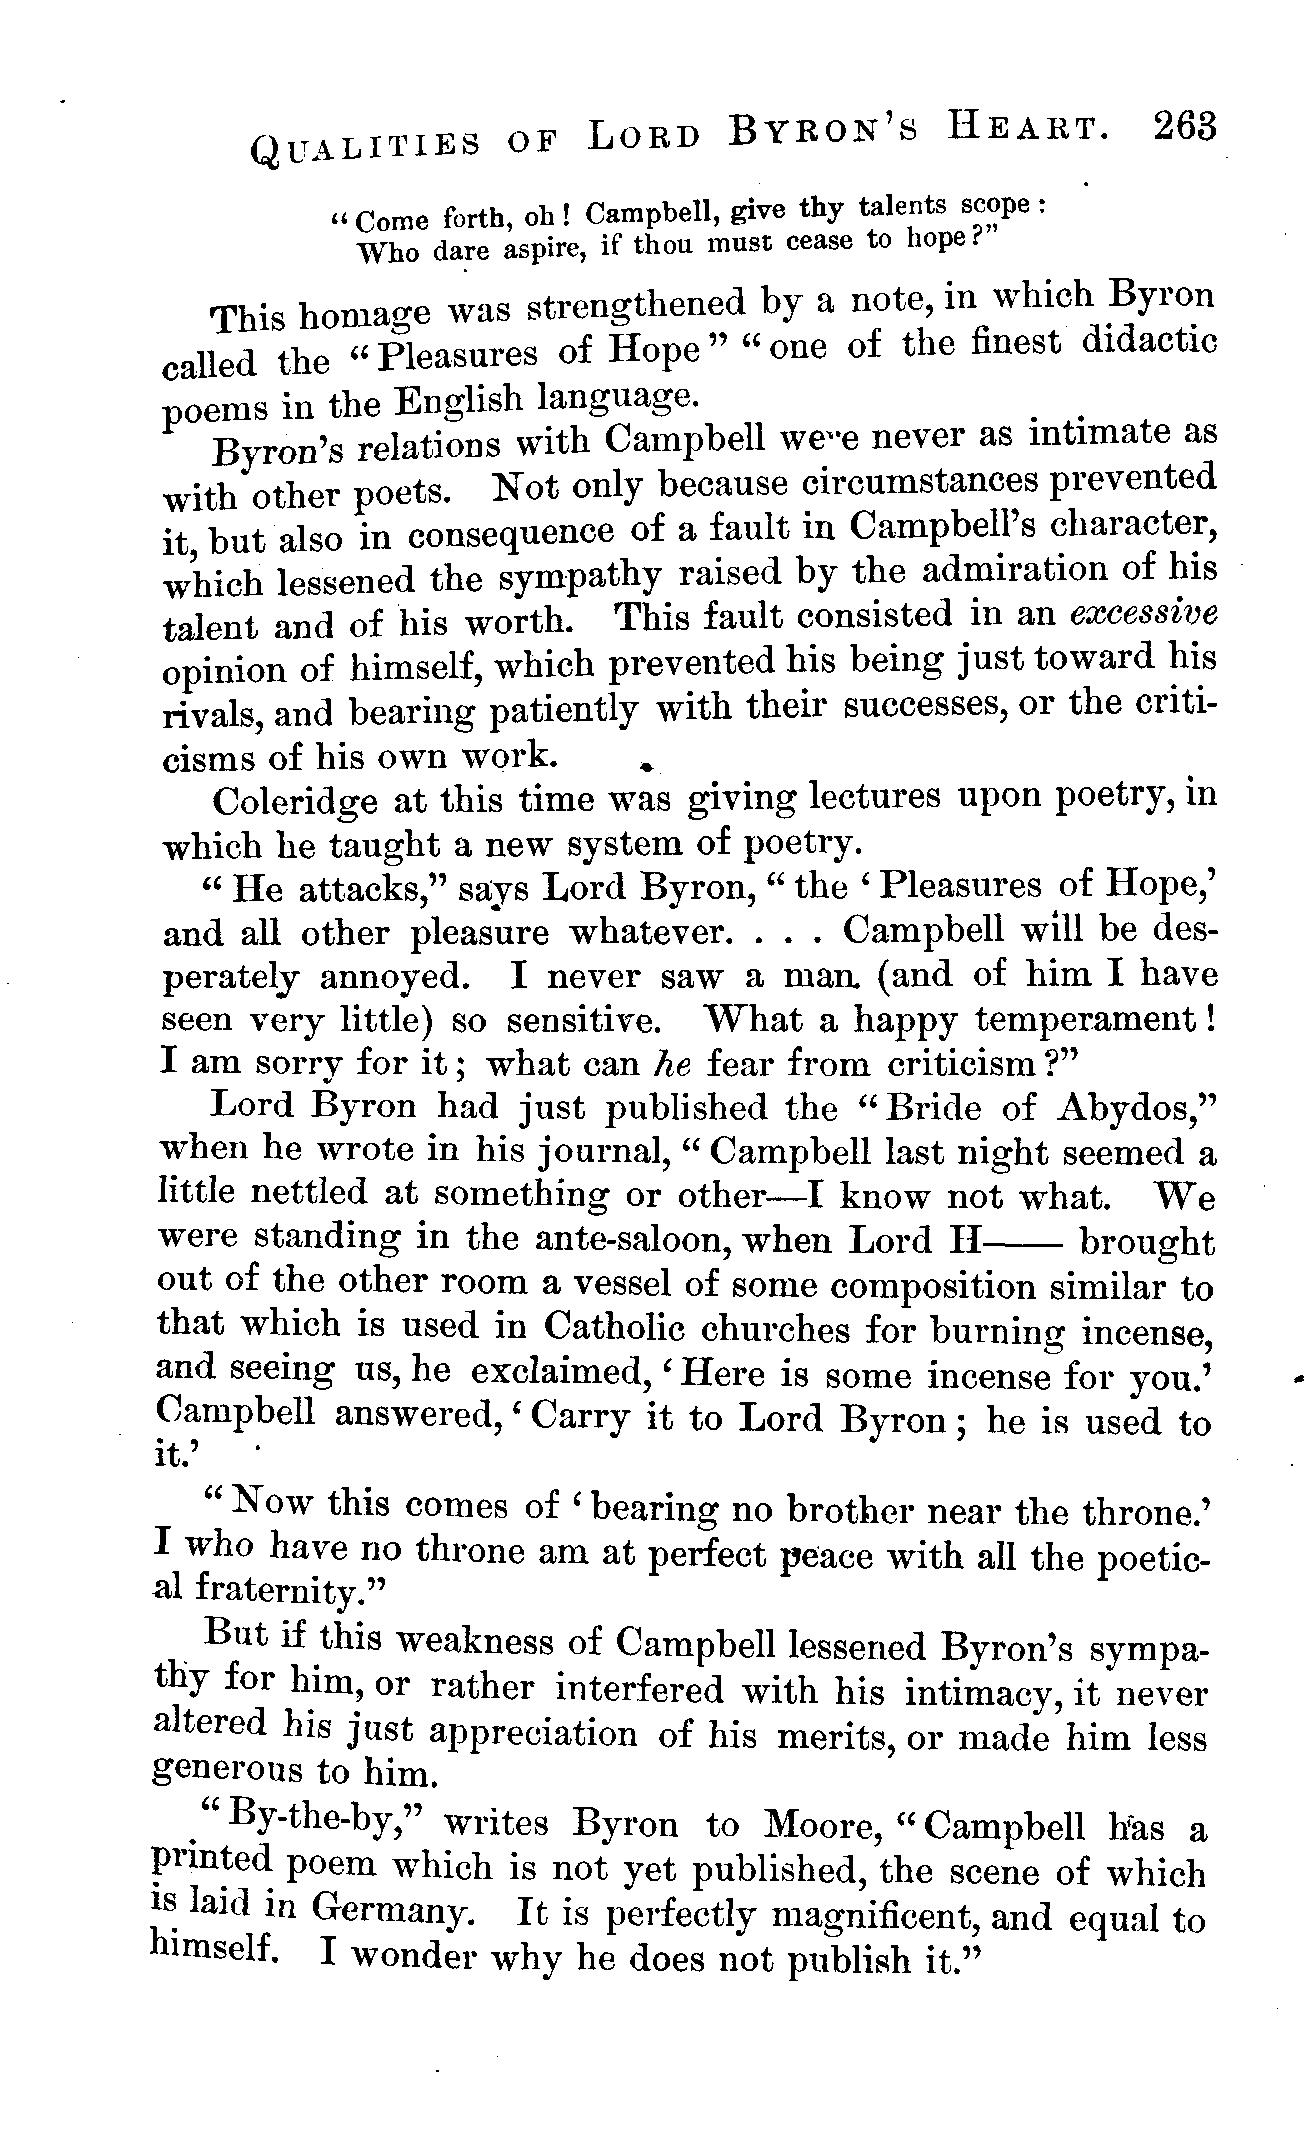 QUALITIES OF LORD BYRON'S HEART. 263
"Come forth, oh! Campbell, give thy talents scope:
Who dare aspire, if thou must cease to hope?"
This homage was strengthened by a note, in which Byron
called the "Pleasures of Hope" "one of the finest didactic
poems in the English language.
Byron's relations with Campbell were never as intimate as
with other poets. Not only because circumstances prevented
it, but also in consequence of a fault in Campbell's character,
which lessened the sympathy raised by the admiration of his
talent and of his worth. This fault consisted in an excessive
opinion of himself, which prevented his being just toward his
rivals, and bearing patiently with their successes, or the criti-
cisms of his own work.
Coleridge at this time was giving lectures upon poetry, in
which he taught a new system of poetry.
"He attacks," says Lord Byron, "the 'Pleasures of Hope,'
and all other pleasure whatever. . . . Campbell will be des-
perately annoyed. I never saw a man (and of him I have
seen very little) so sensitive. What a happy temperament!
I am sorry for it; what can he fear from criticism?"
Lord Byron had just published the "Bride of Abydos,"
when he wrote in his journal, "Campbell last night seemed a
little nettled at something or other—I know not what. We
were standing in the ante-saloon, when Lord H—— brought
out of the other room a vessel of some composition similar to
that which is used in Catholic churches for burning incense,
and seeing us, he exclaimed, 'Here is some incense for you.'
Campbell answered, 'Carry it to Lord Byron; he is used to
it.'
"Now this comes of 'bearing no brother near the throne.'
I who have no throne am at perfect peace with all the poetic-
al fraternity."
But if this weakness of Campbell lessened Byron's sympa-
thy for him, or rather interfered with his intimacy, it never
altered his just appreciation of his merits, or made him less
generous to him.
"By-the-by," writes Byron to Moore, "Campbell has a
printed poem which is not yet published, the scene of which
is laid in Germany. It is perfectly magnificent, and equal to
himself. I wonder why he does not publish it."